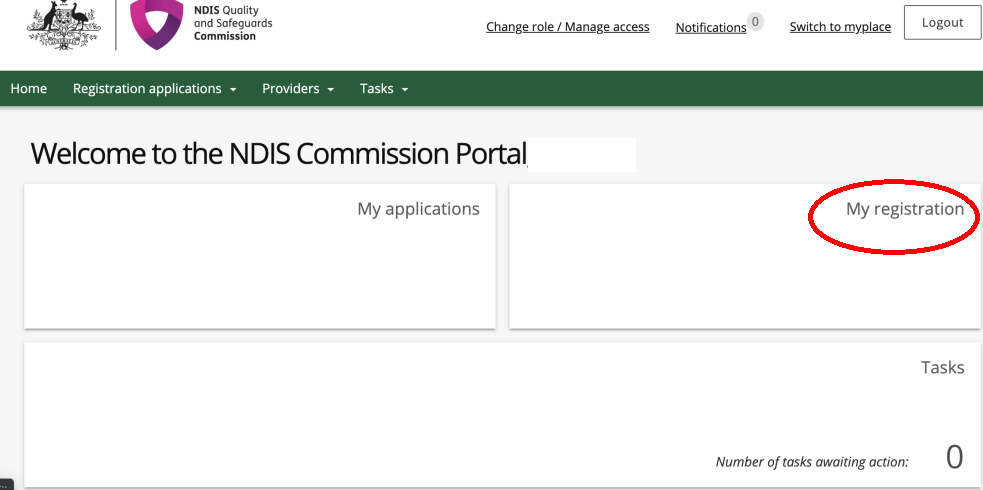 NDIS Quality
and Safeguards
Commission
Change role / Manage access
Notifications 0
Switch to myplace
Logout
Home
Registration applications
Providers
Tasks
Welcome to the NDIS Commission Portal,
My applications
My registration
Tasks
Number of tasks awaiting action: 0